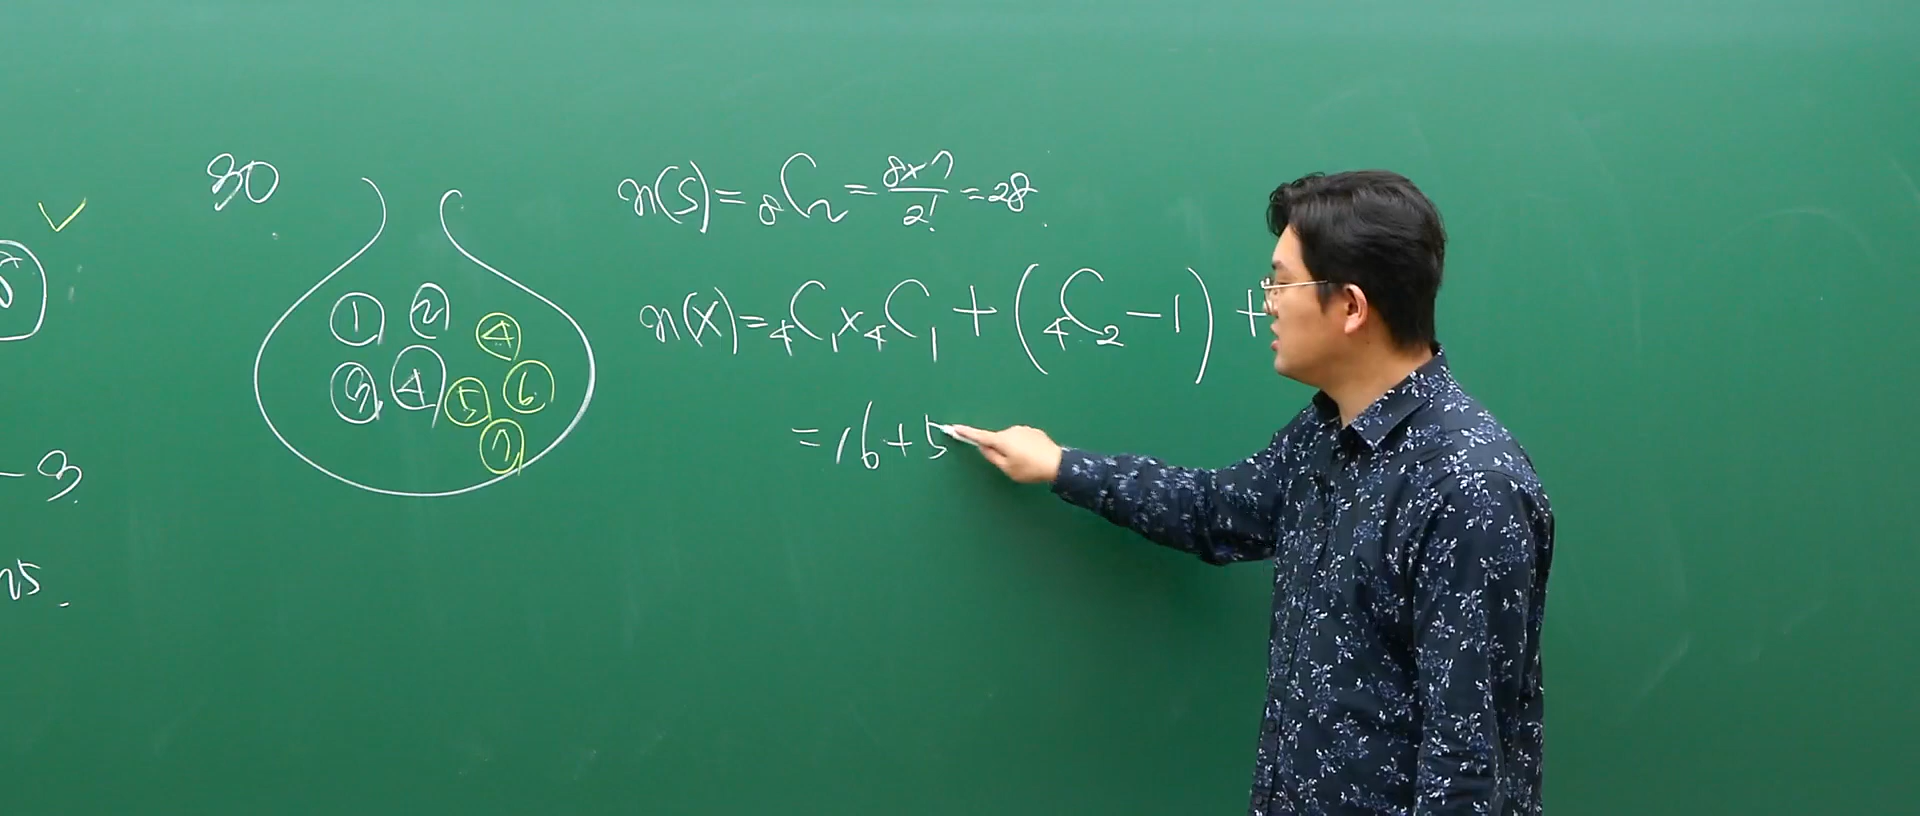 30
n(S) = ₈C₂ = 8×7/2! = 28.
n(X) = ₄C₁ × ₄C₁ + (₄C₂ - 1) +
= 16 + 5
① ② ④
③ ④ ⑤ ⑥
⑦
- 3
25.